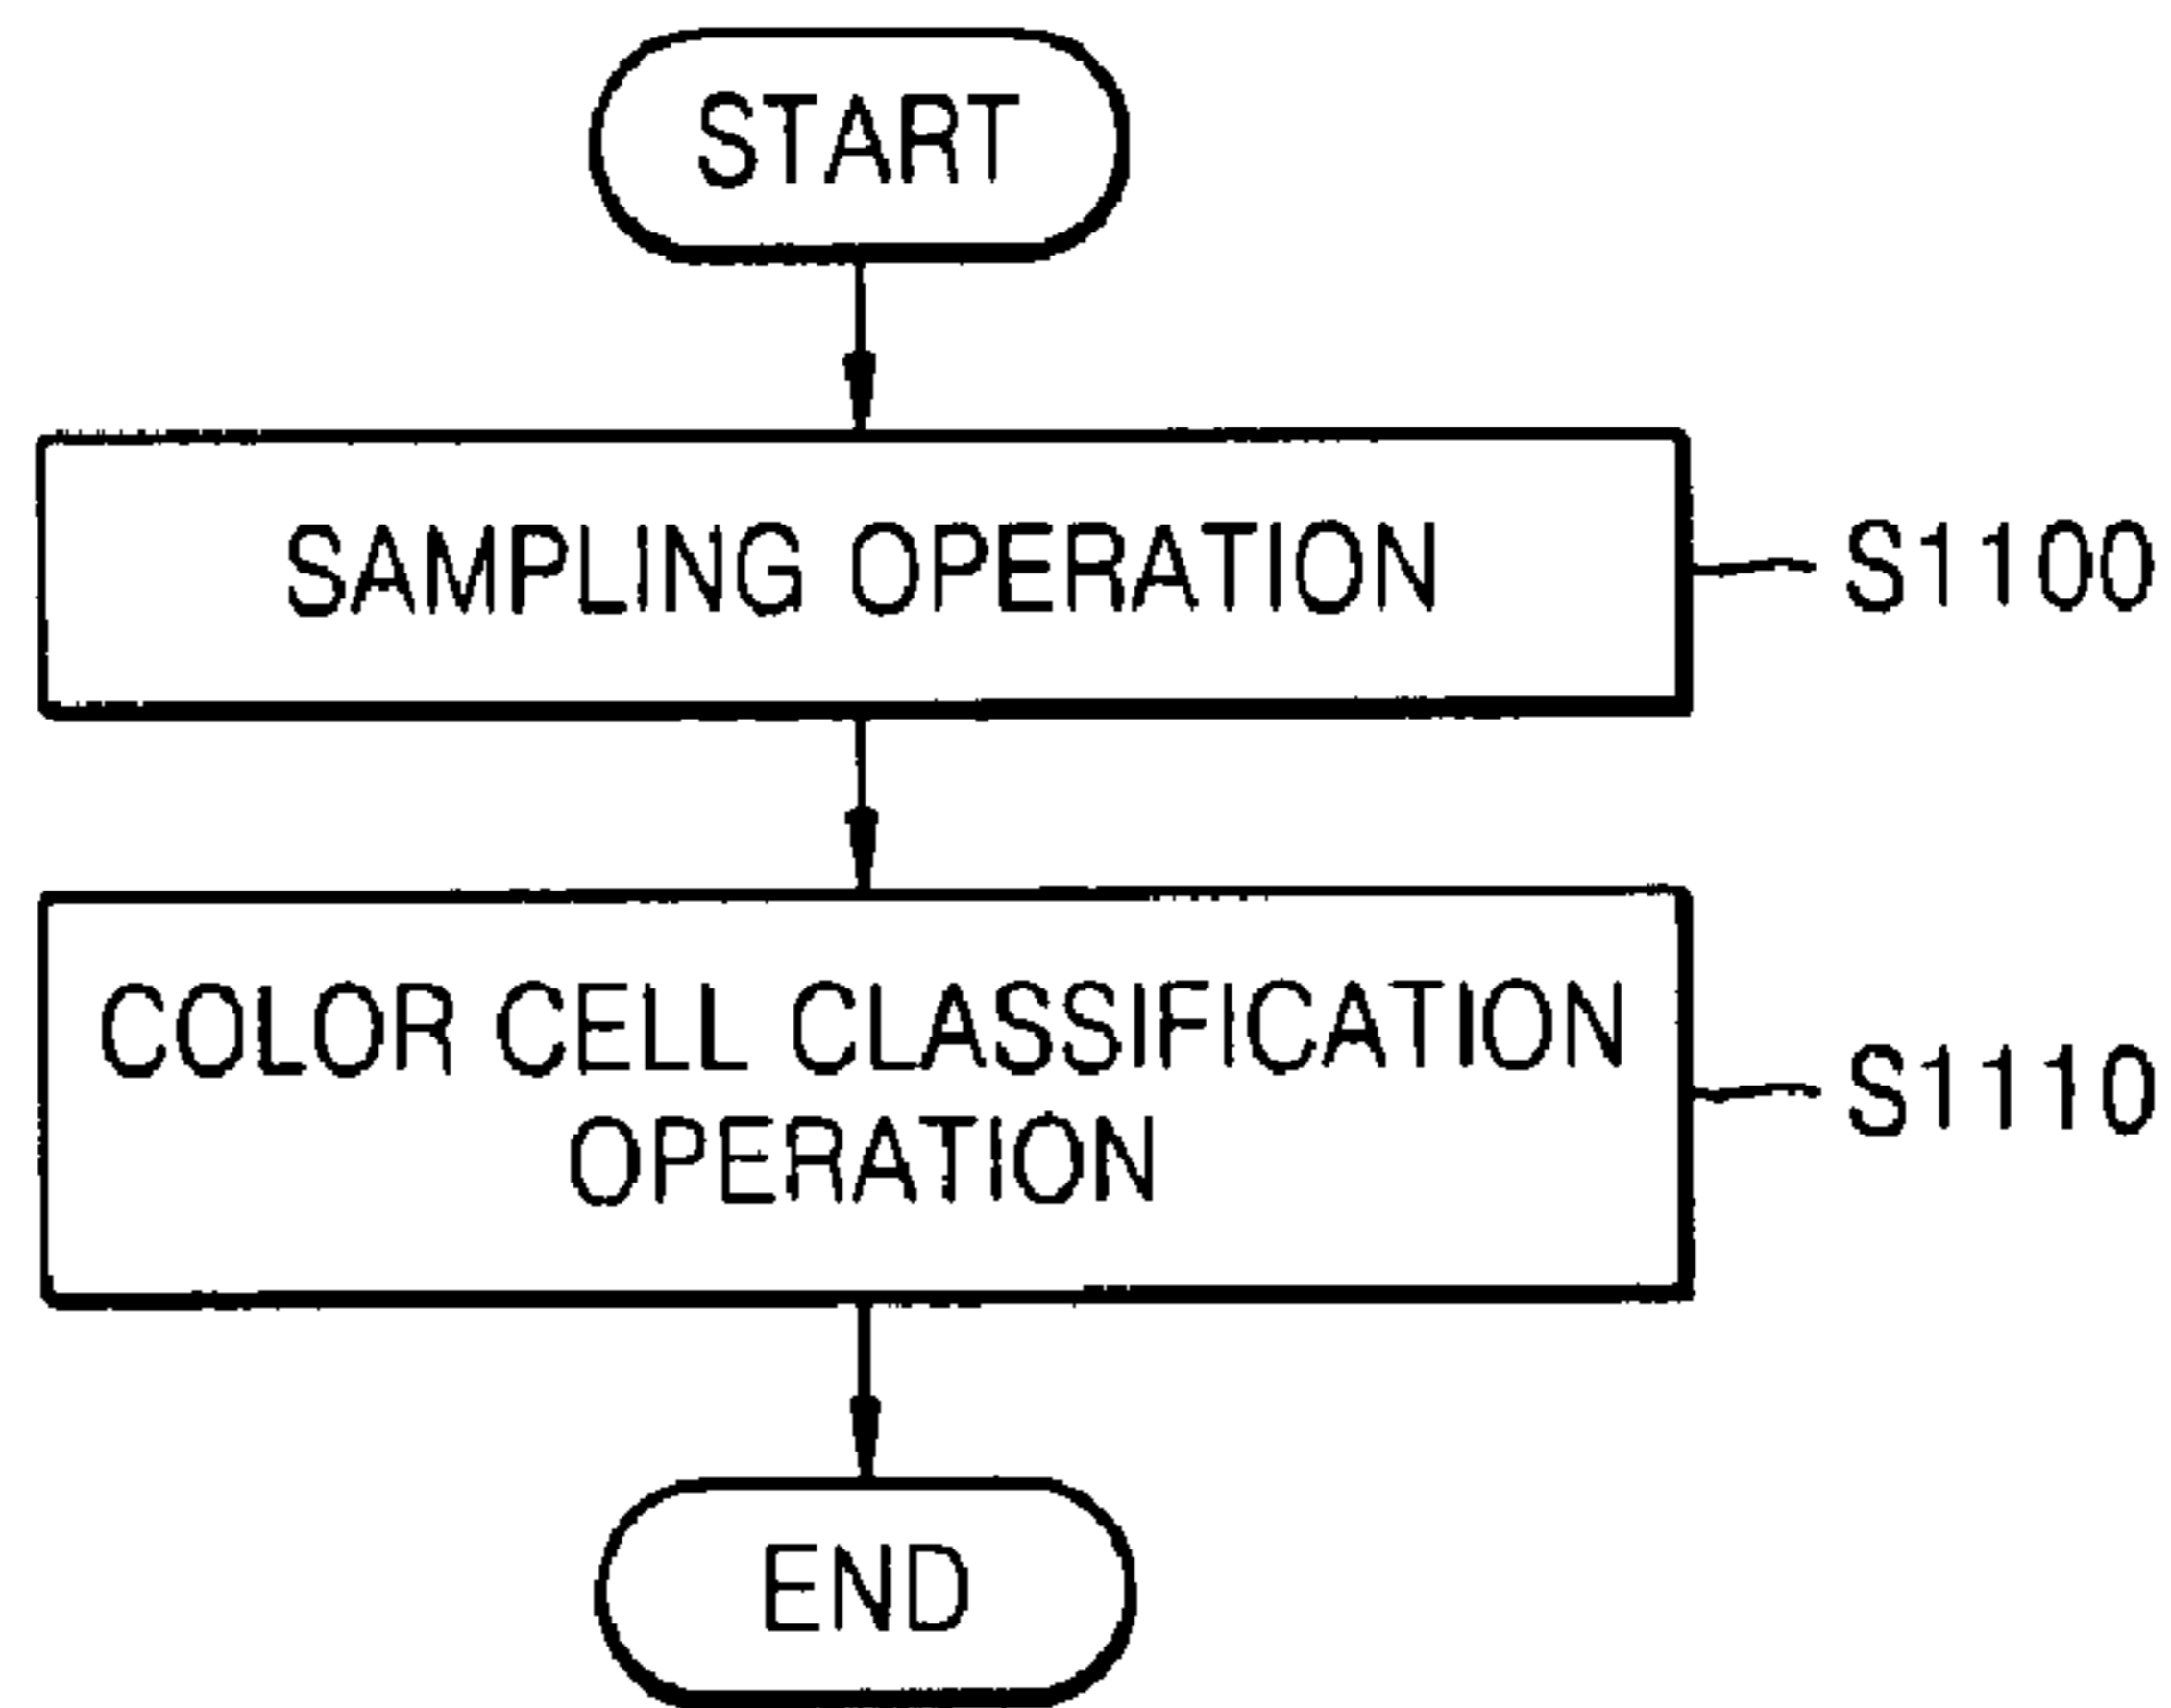 START
SAMPLING OPERATION
S1100
COLOR CELL CLASSIFICATION
OPERATION
S1110
END